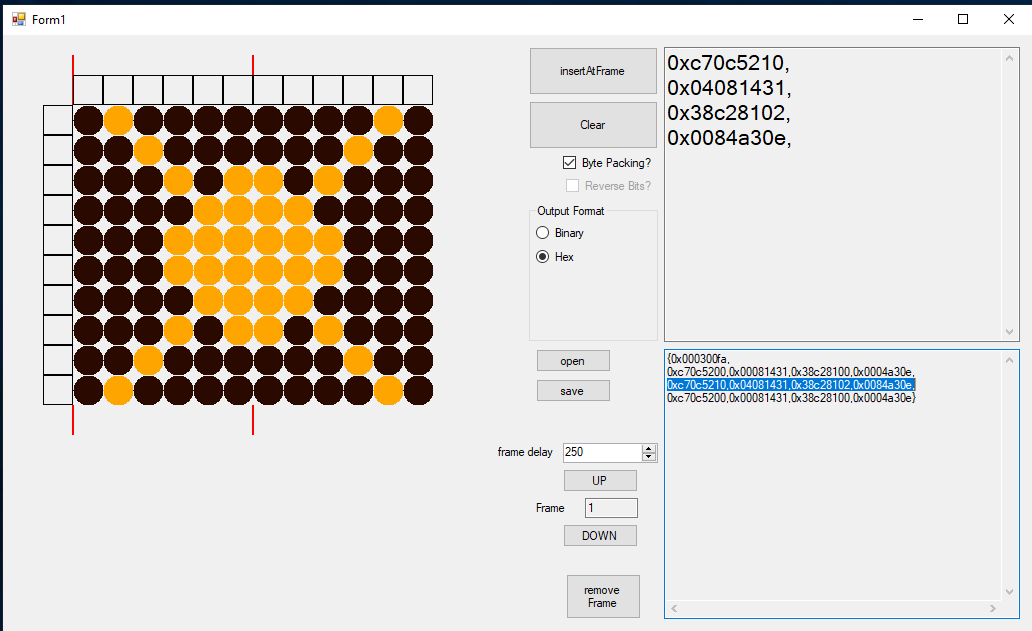 Form1
insertAtFrame
Clear
Byte Packing?
Reverse Bits?
Output Format
Binary
Hex
open
save
frame delay 250
UP
Frame 1
DOWN
remove
Frame
0xc70c5210,
0x04081431,
0x38c28102,
0x0084a30e,
{0x000300fa,
0xc70c5200,0x00081431,0x38c28100,0x0004a30e,
0xc70c5210,0x04081431,0x38c28102,0x0084a30e,
0xc70c5200,0x00081431,0x38c28100,0x0004a30e}